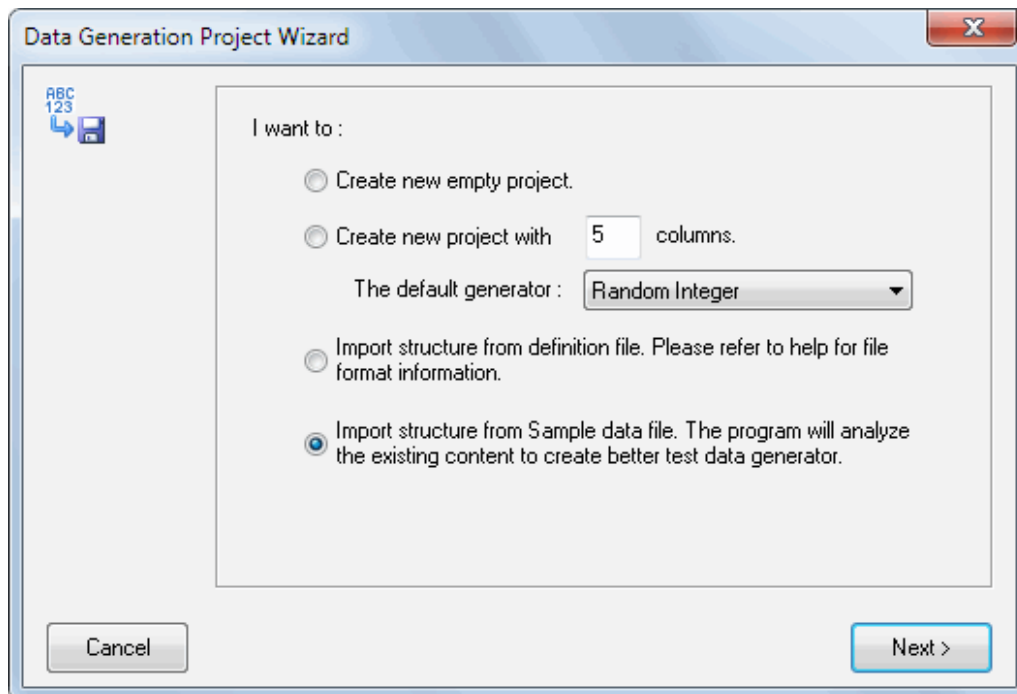 Data Generation Project Wizard
X
ABC
123
I want to :
Create new empty project.
Create new project with 5 columns.
The default generator : Random Integer
Import structure from definition file. Please refer to help for file
format information.
Import structure from Sample data file. The program will analyze
the existing content to create better test data generator.
Cancel
Next >